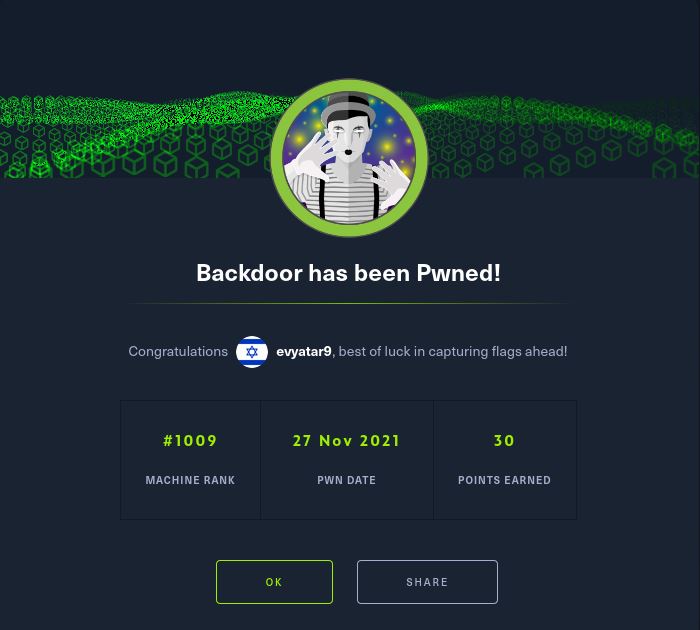 Backdoor has been Pwned!
Congratulations evyatar9, best of luck in capturing flags ahead!
#1009 27 Nov 2021 30
MACHINE RANK PWN DATE POINTS EARNED
OK SHARE